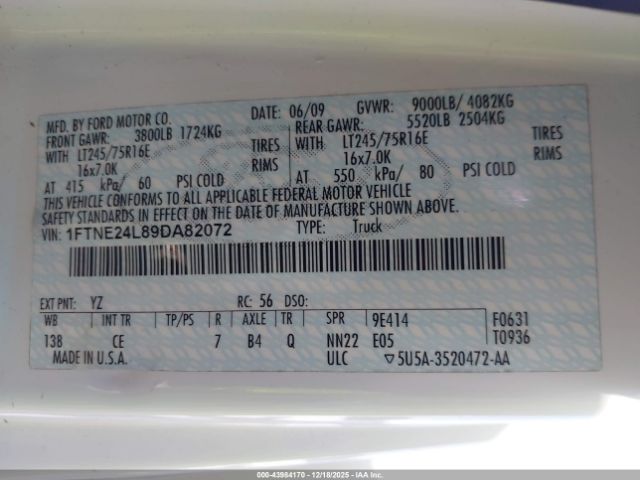 MFD. BY FORD MOTOR CO.
DATE: 06/09 GVWR: 9000LB/ 4082KG
FRONT GAWR: 3800LB 1724KG
REAR GAWR: 5520LB 2504KG
WITH LT245/75R16E TIRES
WITH LT245/75R16E TIRES
16x7.0K RIMS
16x7.0K RIMS
AT 415 kPa/ 60 PSI COLD
AT 550 kPa/ 80 PSI COLD
THIS VEHICLE CONFORMS TO ALL APPLICABLE FEDERAL MOTOR VEHICLE
SAFETY STANDARDS IN EFFECT ON THE DATE OF MANUFACTURE SHOWN ABOVE.
VIN: 1FTNE24L89DA82072 TYPE: Truck
EXT PNT: YZ RC: 56 DSO:
WB INT TR TP/PS R AXLE TR SPR 9E414 F0631
138 CE 7 B4 Q NN22 E05 T0936
MADE IN U.S.A. ULC ▽5U5A-3520472-AA
000-43984170 - 12/18/2025 - IAAI.COM